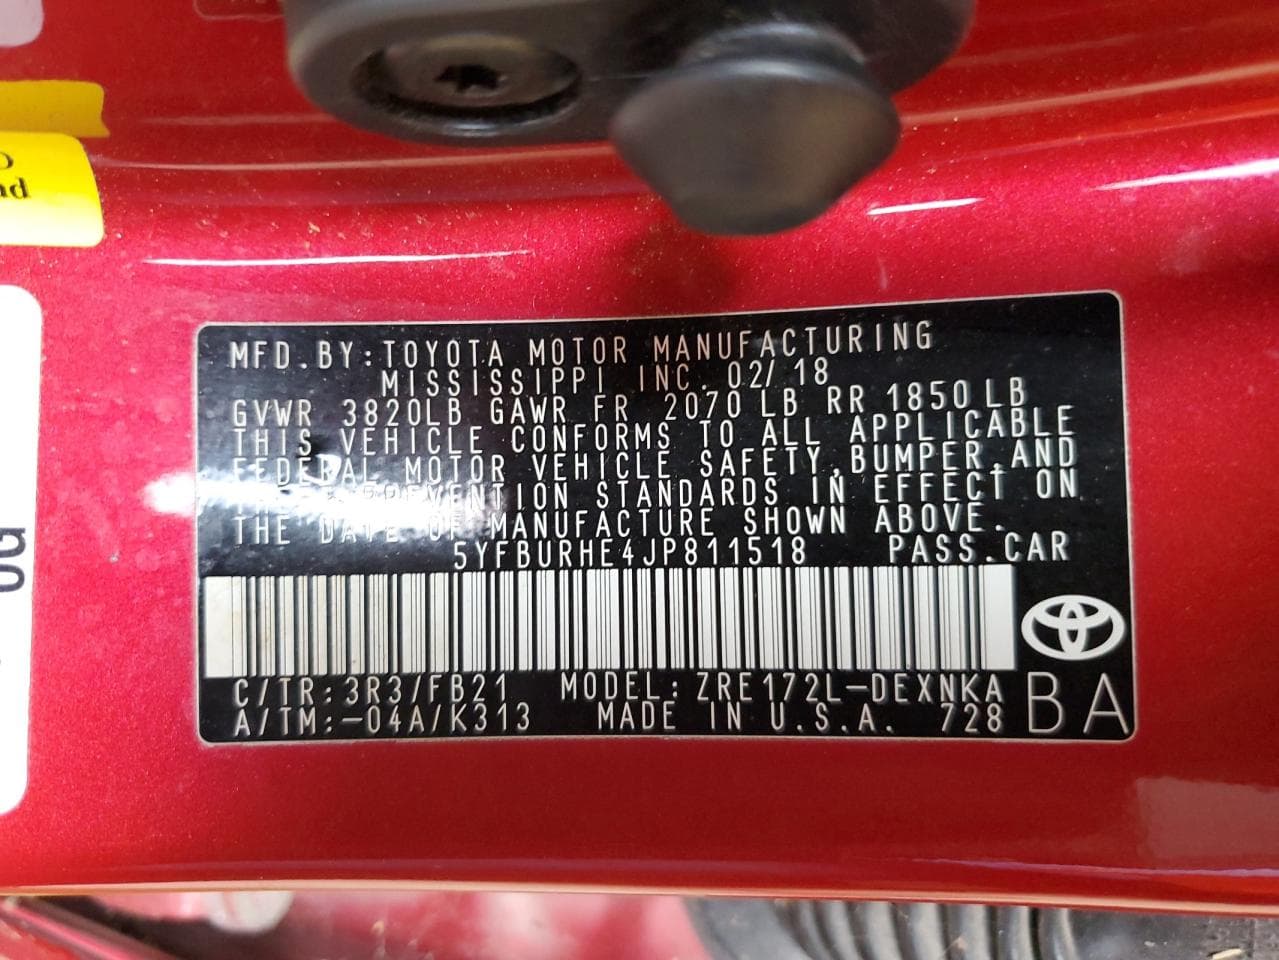 nd
MFD.BY:TOYOTA MOTOR MANUFACTURING
MISSISSIPPI INC. 02/18
GVWR 3820LB GAWR FR 2070 LB RR 1850 LB
THIS VEHICLE CONFORMS TO ALL APPLICABLE
FEDERAL MOTOR VEHICLE SAFETY,BUMPER,AND
PREVENTION STANDARDS IN EFFECT ON
THE DATE OF MANUFACTURE SHOWN ABOVE.
5YFBURHE4JP811518 PASS.CAR
C/TR:3R3/FB21 MODEL:ZRE172L-DEXNKA
A/TM:-04A/K313 MADE IN U.S.A. 728
BA